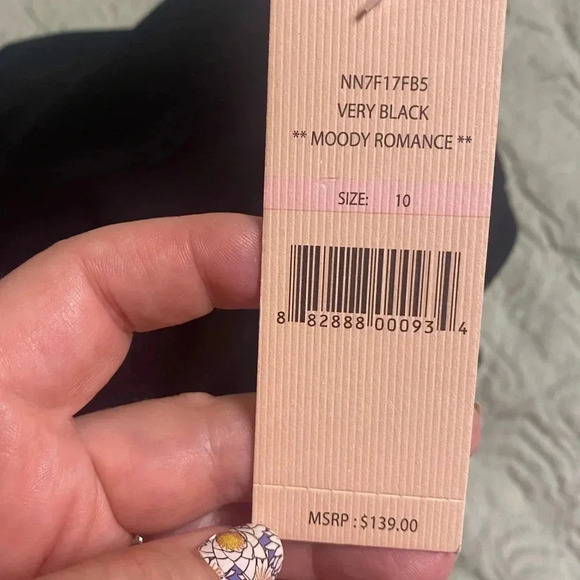 NN7F17FB5
VERY BLACK
** MOODY ROMANCE **
SIZE: 10
8 82888 00093 4
MSRP : $139.00